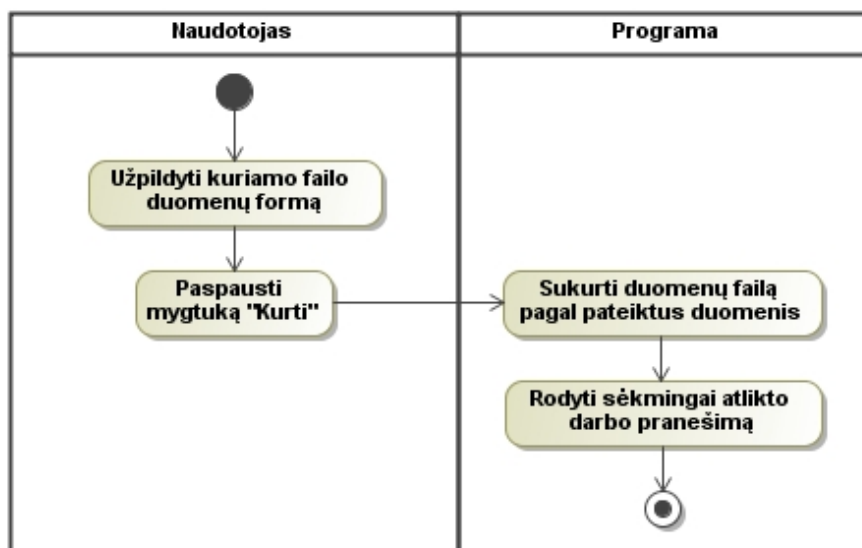 Naudotojas
Programa
Užpildyti kuriamo failo
duomenų formą
Paspausti
mygtuką "Kurti"
Sukurti duomenų failą
pagal pateiktus duomenis
Rodyti sėkmingai atlikto
darbo pranešimą